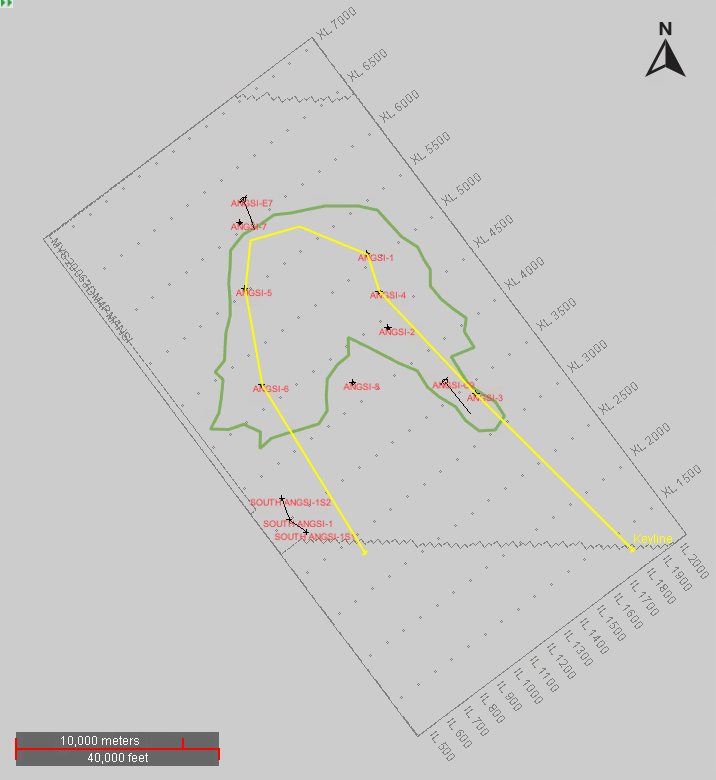 XL 7000
N
XL 6500
XL 6000
XL 5500
XL 5000
XL 4500
XL 4000
XL 3500
XL 3000
XL 2500
XL 2000
XL 1500
ANGSI-E7
ANGSI-7
ANGSI-1
ANGSI-5
ANGSI-4
ANGSI-2
ANGSI-6
ANGSI-8
ANGSI-3
SOUTH ANGSI-1S2
SOUTH ANGSI-1
SOUTH ANGSI-1S1
Keyline
IL 2000
IL 1900
IL 1800
IL 1700
IL 1600
IL 1500
IL 1400
IL 1300
IL 1200
IL 1100
IL 1000
IL 900
IL 800
IL 700
IL 600
IL 500
10,000 meters
40,000 feet